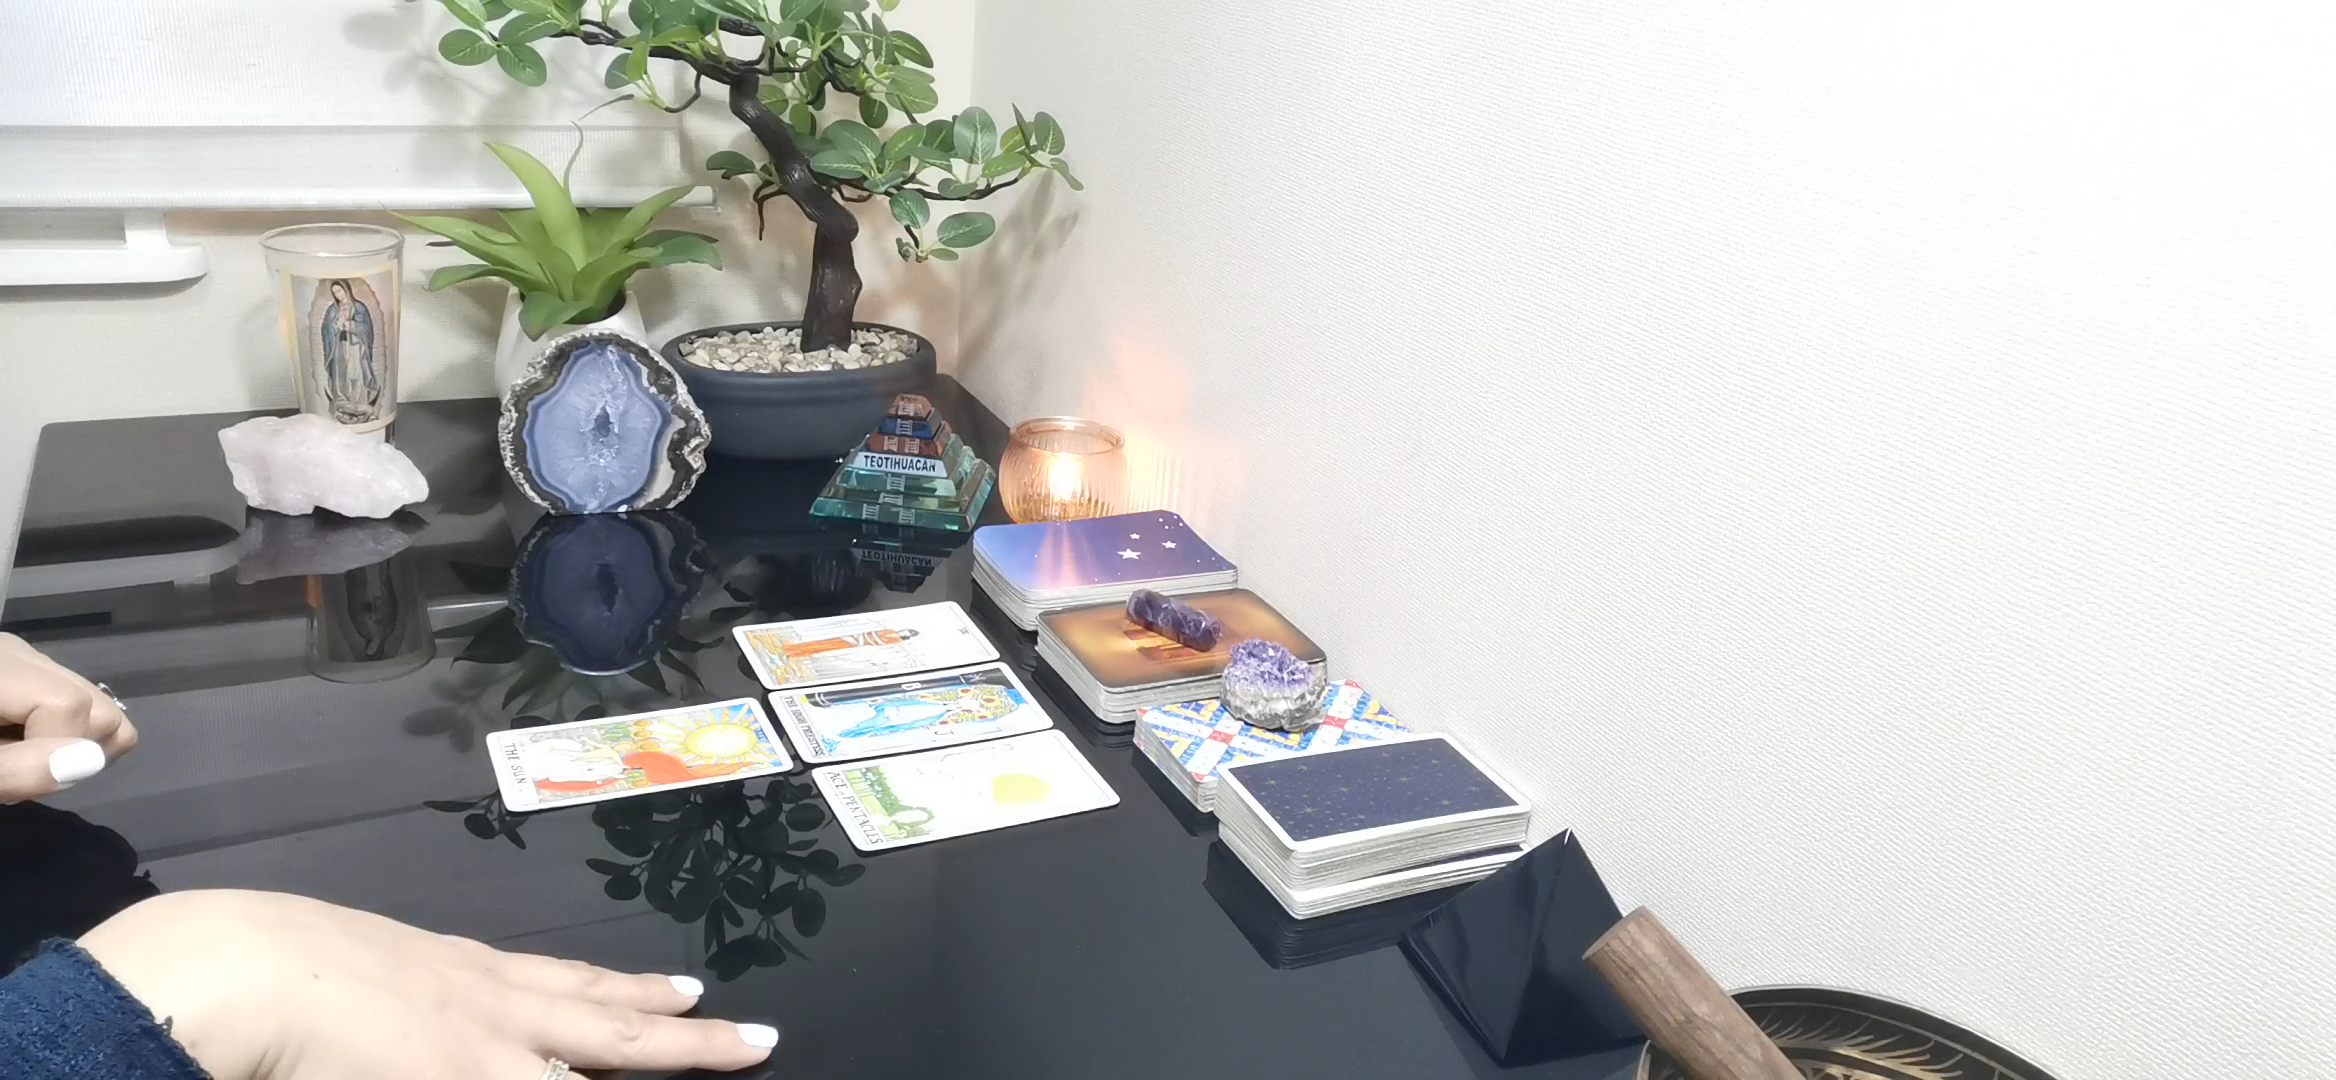 TEOTIHUACAN
THE HIGH PRIESTESS
THE SUN
ACE of PENTACLES